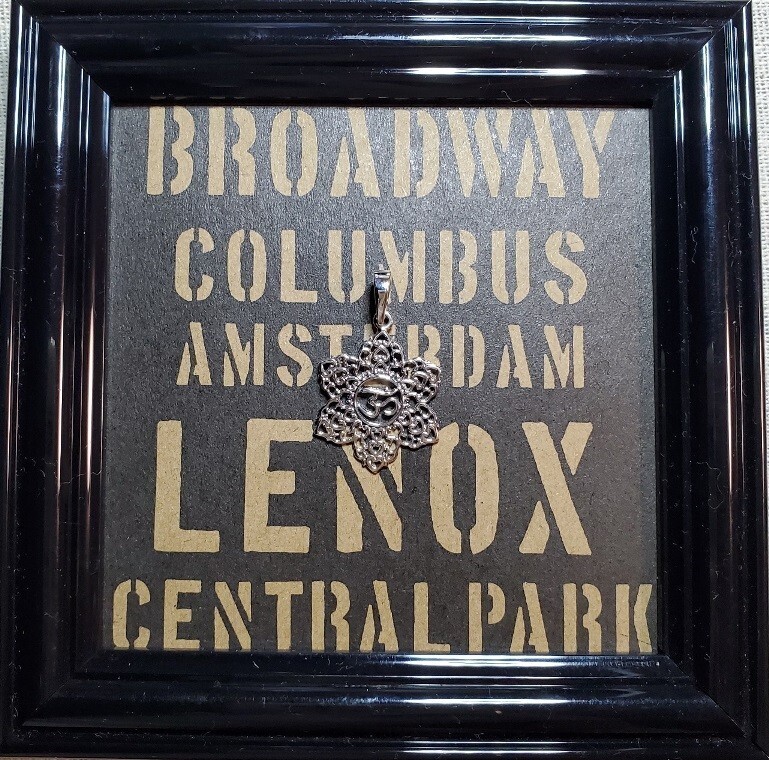 BROADWAY
COLUMBUS
AMSTERDAM
ॐ
LENOX
CENTRAL PARK